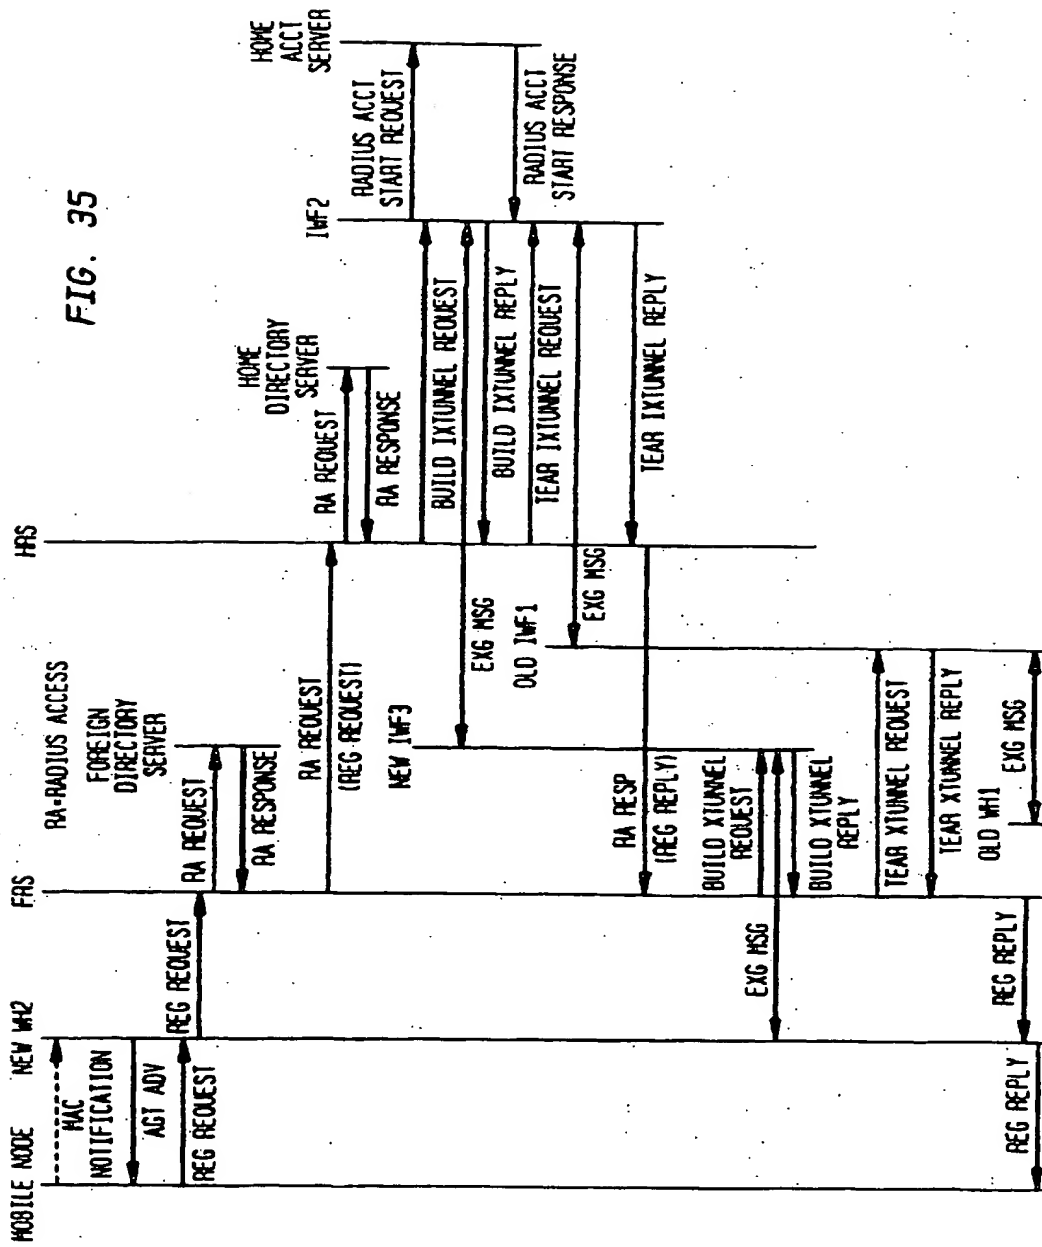 FIG. 35
RA=RADIUS ACCESS
MOBILE NODE
NEW WH2
FRS
FOREIGN
DIRECTORY
SERVER
HRS
HOME
DIRECTORY
SERVER
IWF2
HOME
ACCT
SERVER
MAC
NOTIFICATION
AGT ADV
REG REQUEST
REG REQUEST
RA REQUEST
RA RESPONSE
RA REQUEST
(REG REQUEST)
RA REQUEST
RA RESPONSE
BUILD IXTUNNEL REQUEST
RADIUS ACCT
START REQUEST
NEW IWF3
EXG MSG
BUILD IXTUNNEL REPLY
RADIUS ACCT
START RESPONSE
TEAR IXTUNNEL REQUEST
OLD IWF1
EXG MSG
TEAR IXTUNNEL REPLY
RA RESP
(REG REPLY)
BUILD XTUNNEL
REQUEST
EXG MSG
BUILD XTUNNEL
REPLY
TEAR XTUNNEL REQUEST
TEAR XTUNNEL REPLY
OLD WH1
EXG MSG
REG REPLY
REG REPLY